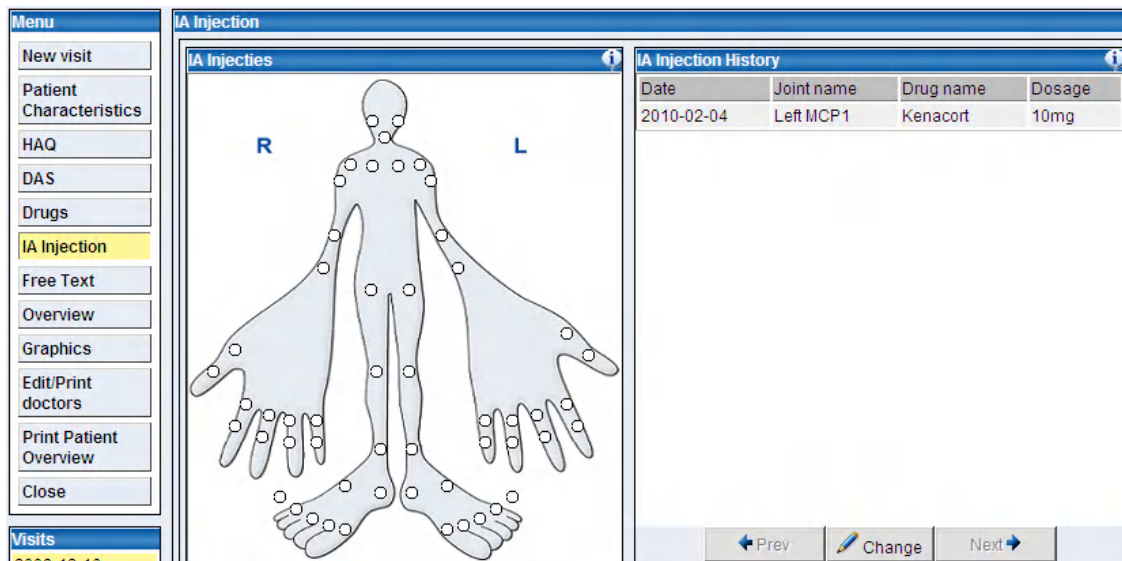 Menu
New visit
Patient
Characteristics
HAQ
DAS
Drugs
IA Injection
Free Text
Overview
Graphics
Edit/Print
doctors
Print Patient
Overview
Close
Visits
IA Injection
IA Injecties
R L
IA Injection History
Date Joint name Drug name Dosage
2010-02-04 Left MCP1 Kenacort 10mg
Prev Change Next